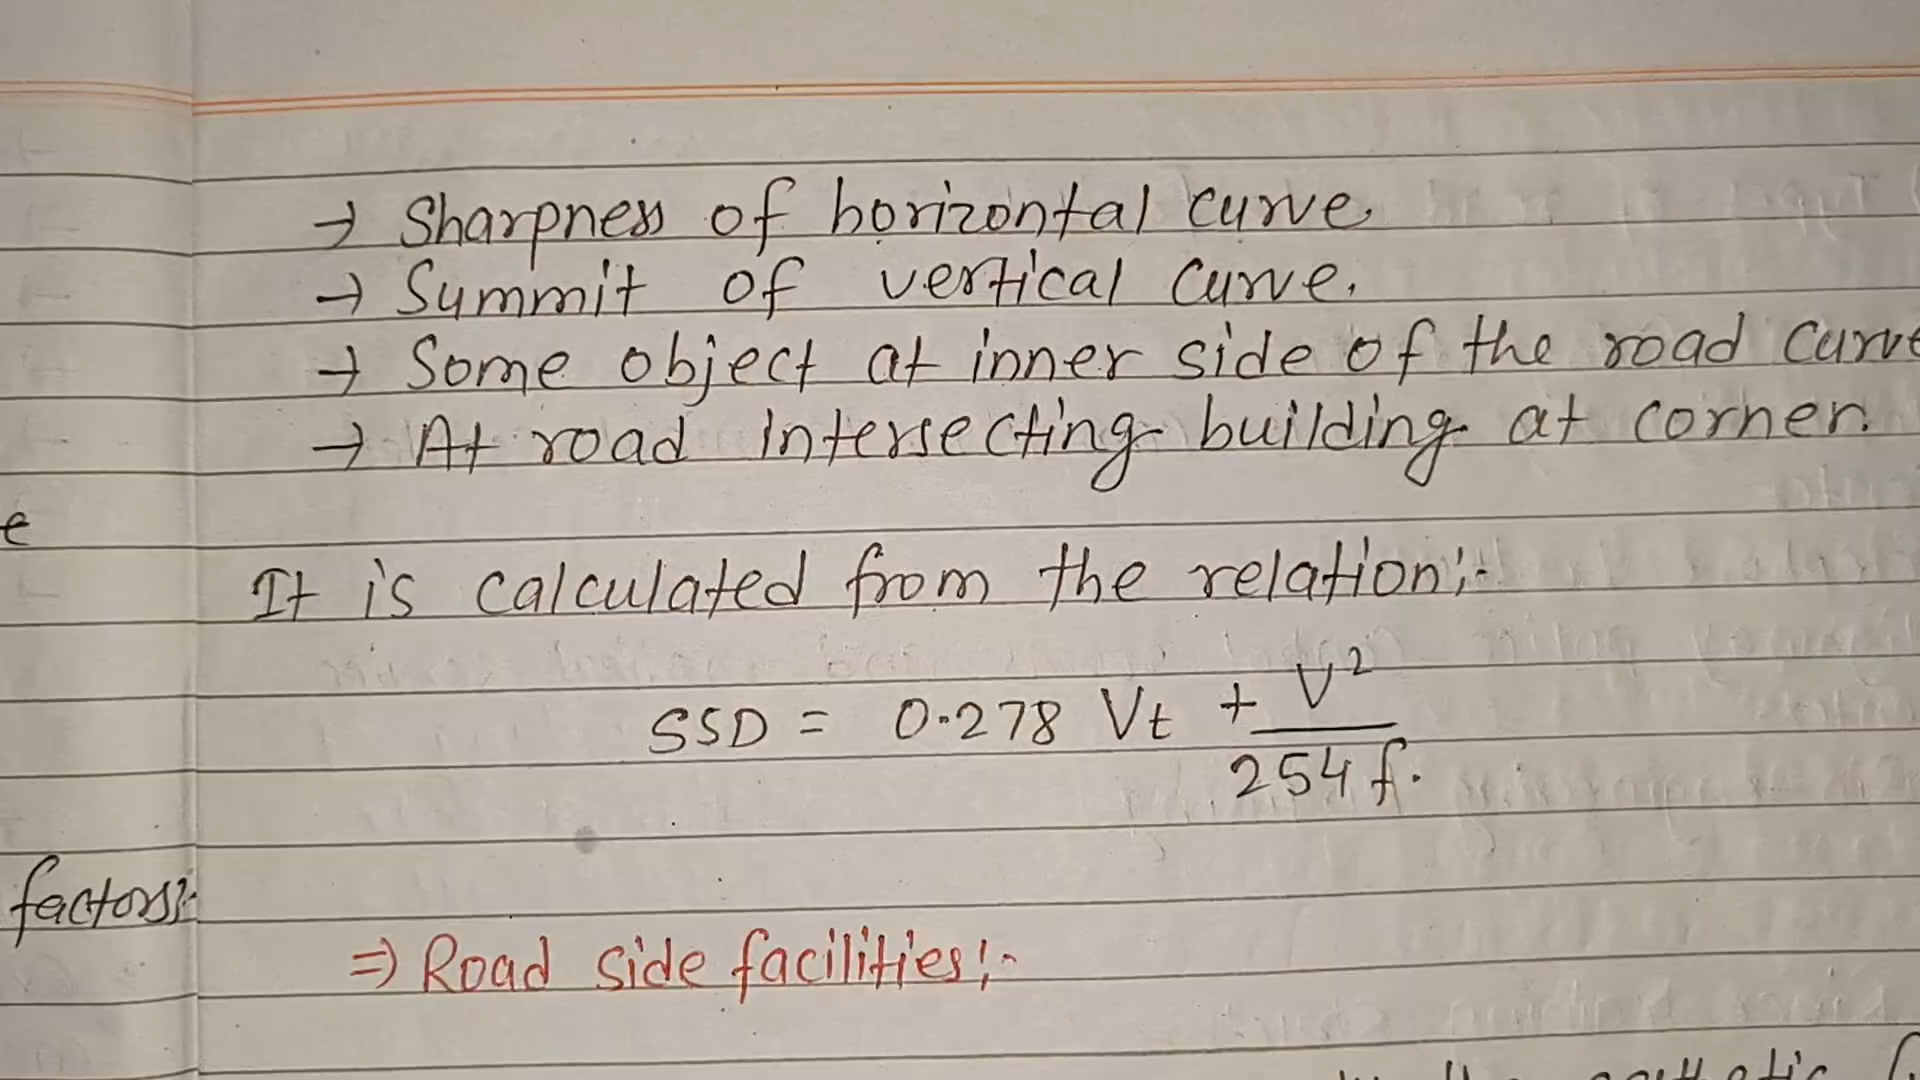 → Sharpness of horizontal curve.
→ Summit of vertical curve.
→ Some object at inner side of the road curve
→ At road intersecting building at corner.
e
It is calculated from the relation:-
SSD = 0.278 Vt + V²/254f.
factors:-
⇒ Road side facilities:-